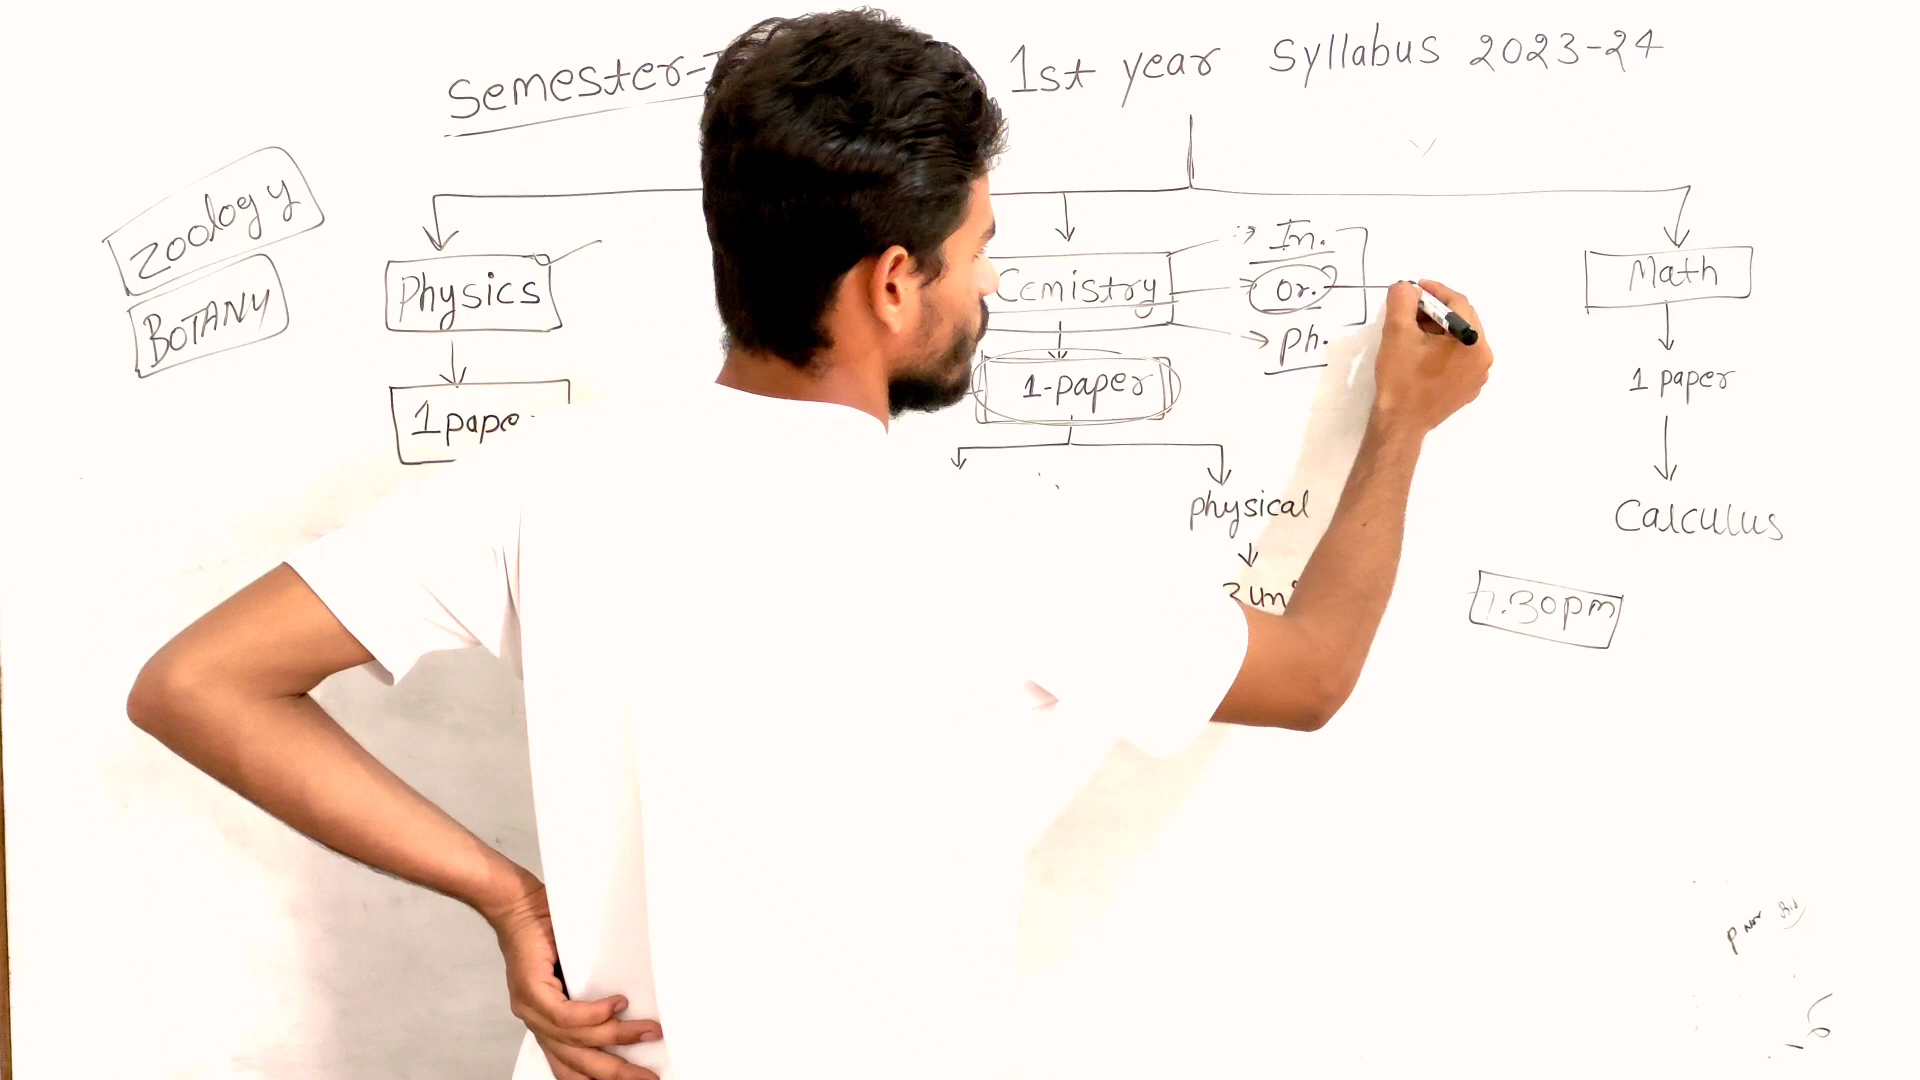 Semester-I 1st year Syllabus 2023-24
Zoology
BOTANY
Physics
1 pape
Cemistry
In.
Or.
Ph.
1-paper
physical
Math
1 paper
Calculus
.30pm